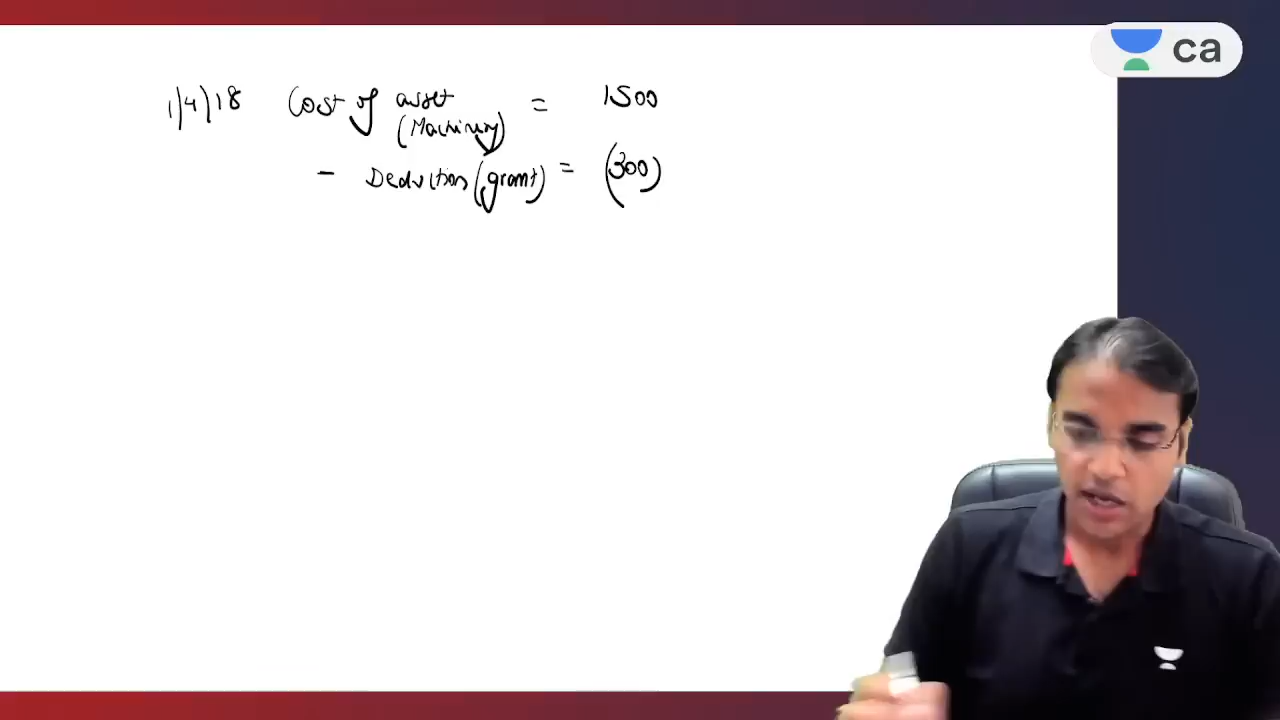 ca
1/4/18 Cost of asset = 1500
(Machinery)
- Deduction (grant) = (300)